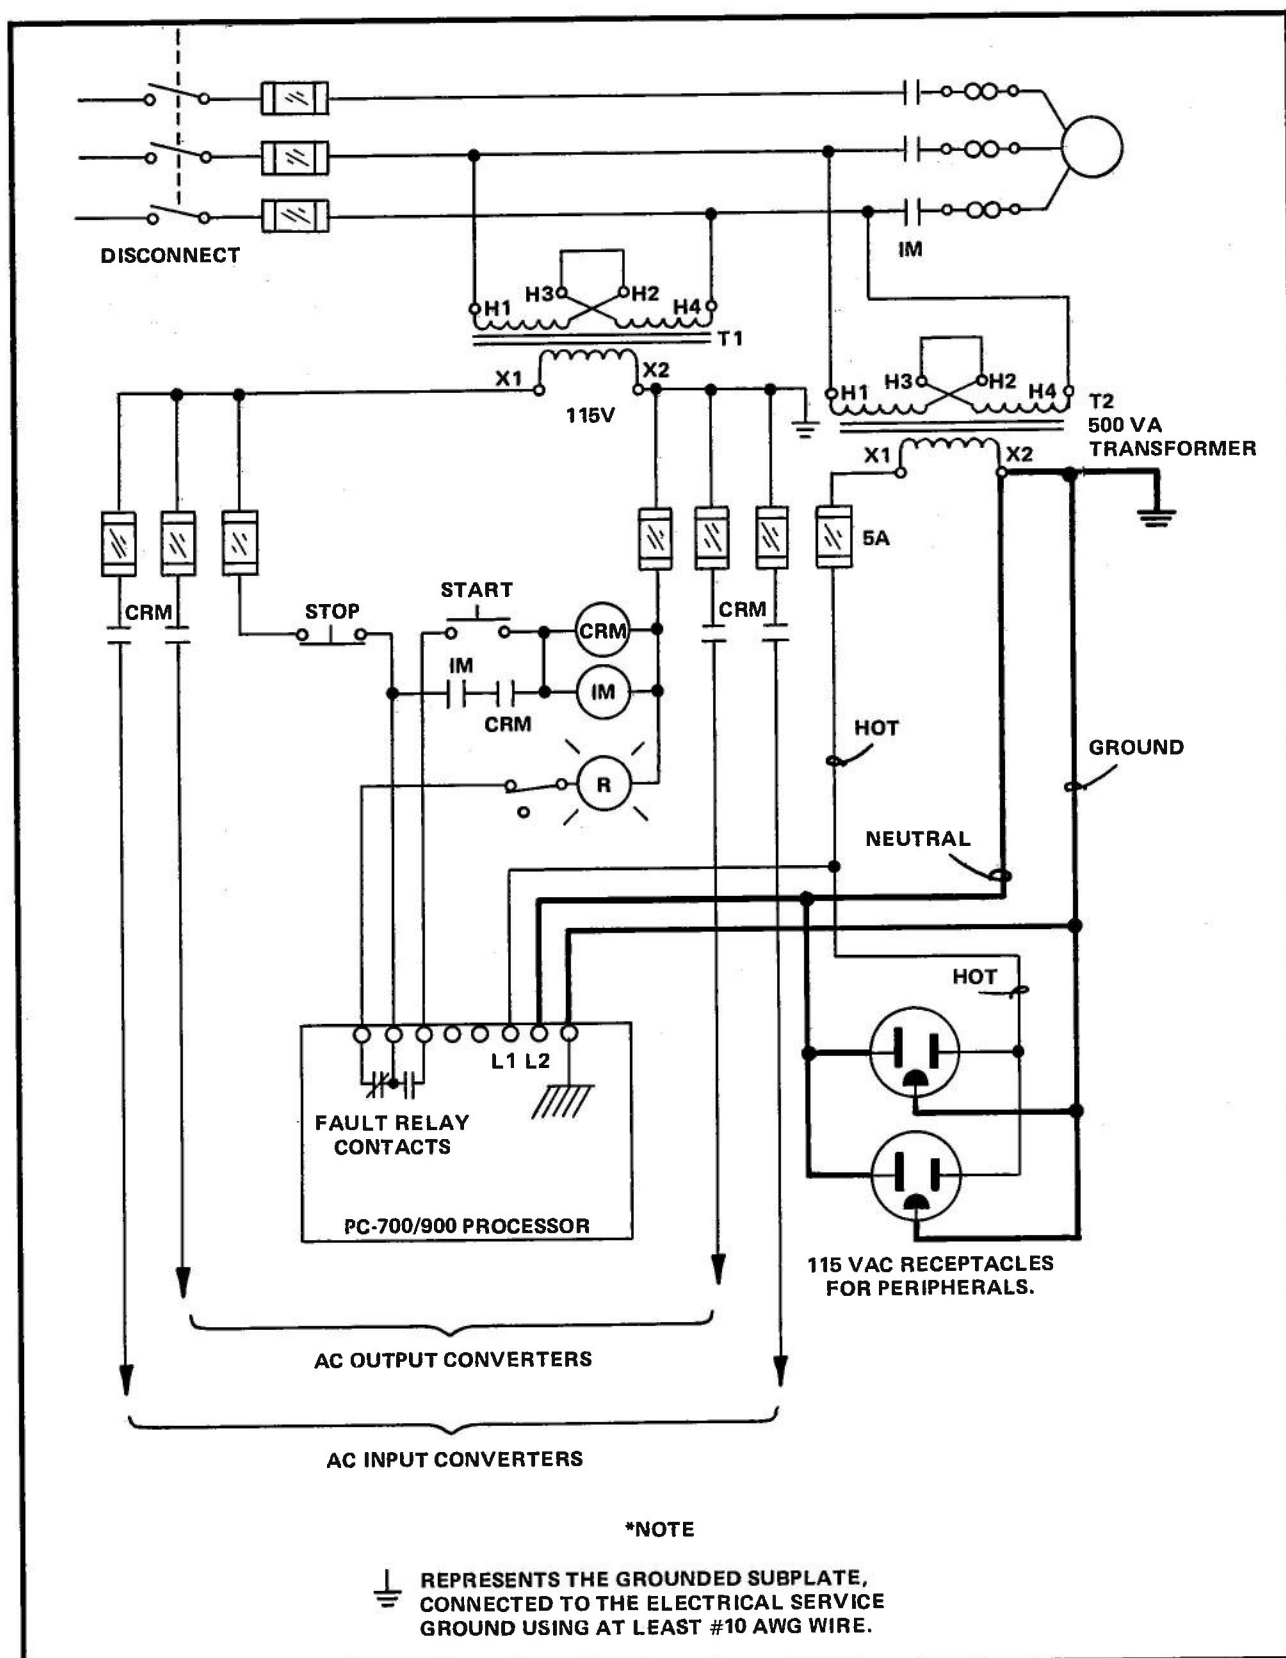 DISCONNECT
IM
H1 H3 H2 H4
T1
X1 X2
115V
H1 H3 H2 H4
T2
500 VA
TRANSFORMER
X1 X2
5A
CRM
STOP
START
CRM
CRM
IM
IM
CRM
R
HOT
GROUND
NEUTRAL
HOT
L1 L2
FAULT RELAY
CONTACTS
PC-700/900 PROCESSOR
115 VAC RECEPTACLES
FOR PERIPHERALS.
AC OUTPUT CONVERTERS
AC INPUT CONVERTERS
*NOTE
REPRESENTS THE GROUNDED SUBPLATE,
CONNECTED TO THE ELECTRICAL SERVICE
GROUND USING AT LEAST #10 AWG WIRE.